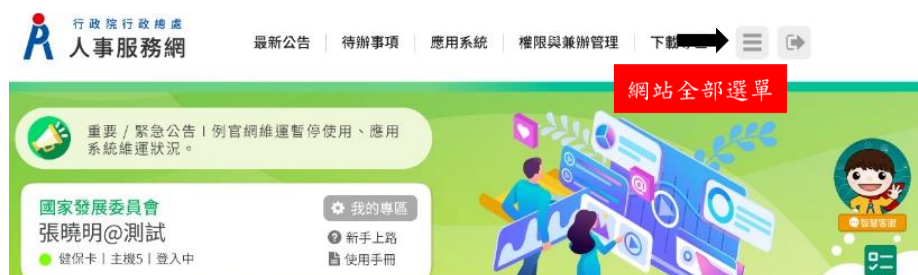 行政院行政總處
人事服務網
最新公告
待辦事項
應用系統
權限與兼辦管理
下載
網站全部選單
重要 / 緊急公告 | 例官網維運暫停使用、應用
系統維運狀況。
國家發展委員會
我的專區
張曉明@測試
新手上路
健保卡 | 主機5 | 登入中
使用手冊
智慧客服